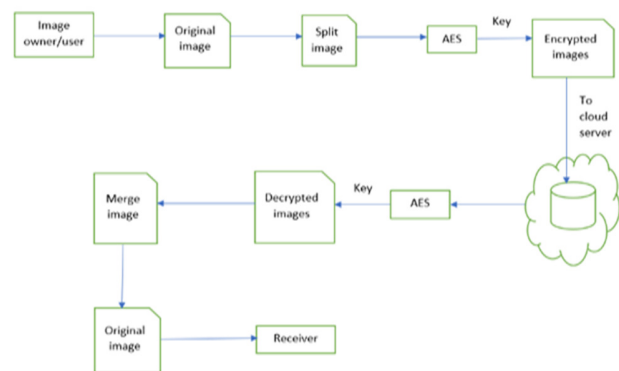 Image
owner/user
Original
image
Split
image
AES
Key
Encrypted
images
To
cloud
server
Merge
image
Decrypted
images
Key
AES
Original
image
Receiver